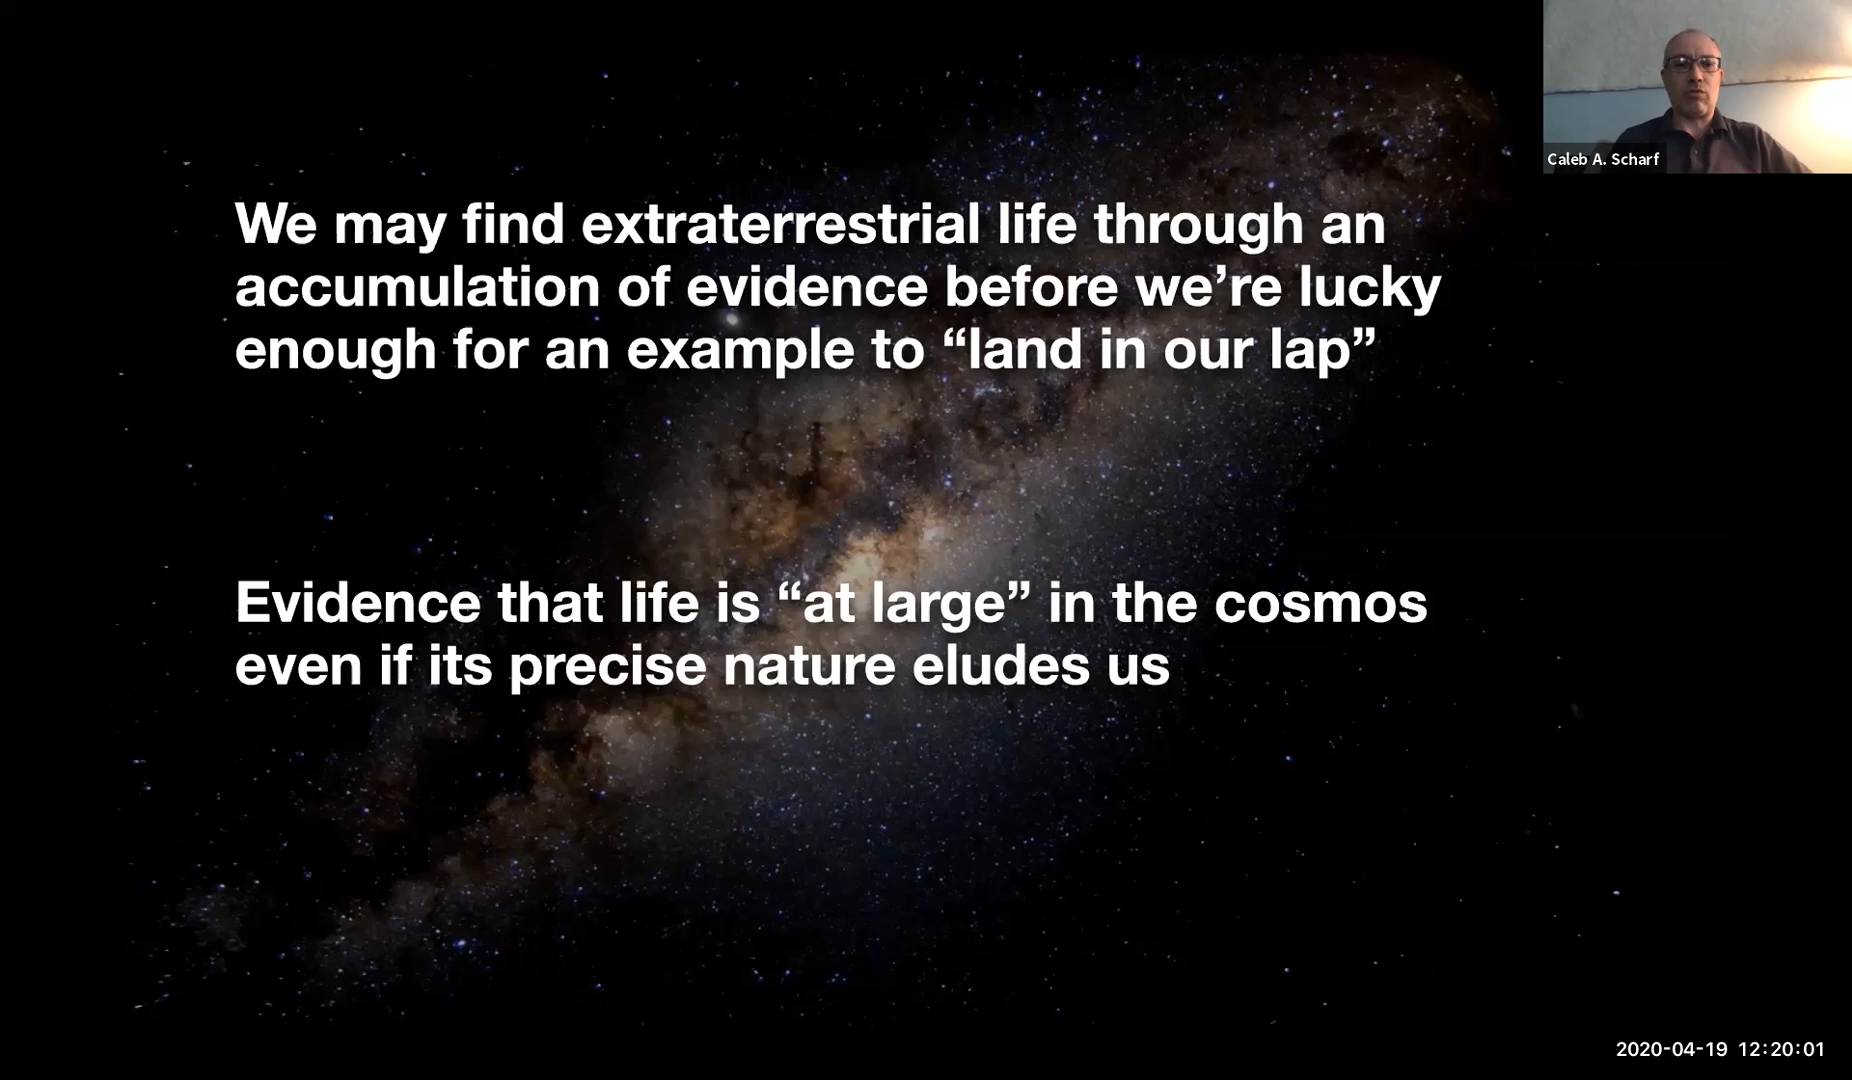 We may find extraterrestrial life through an
accumulation of evidence before we’re lucky
enough for an example to “land in our lap”
Evidence that life is “at large” in the cosmos
even if its precise nature eludes us
Caleb A. Scharf
2020-04-19 12:20:01